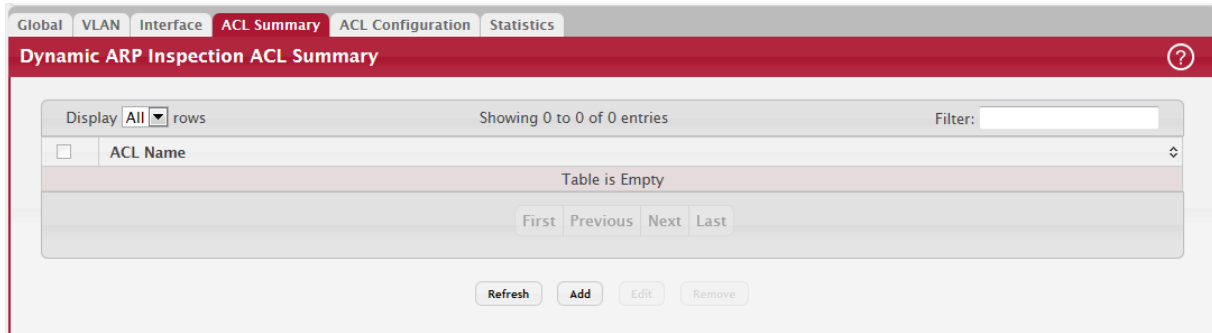 Global VLAN Interface ACL Summary ACL Configuration Statistics
Dynamic ARP Inspection ACL Summary ?
Display All rows Showing 0 to 0 of 0 entries Filter:
ACL Name
Table is Empty
First Previous Next Last
Refresh Add Edit Remove